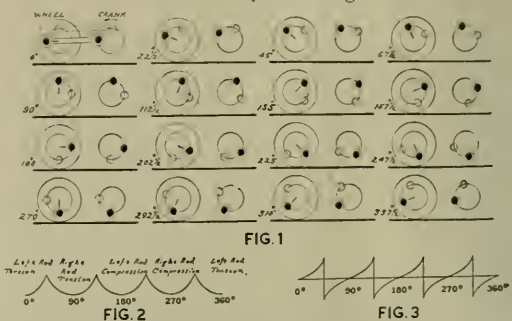 WHEEL CRANK
0° 22½ 45° 67½
90° 112½ 135° 157½
180° 202½ 225° 247½
270° 292½ 337½
FIG. 1
Left Rod Right Left Rod Right Rod Left Rod
Tension Rod Compression Compression Tension
Tension
0° 90° 180° 270° 360°
FIG. 2
0° 90° 180° 270° 360°
FIG. 3